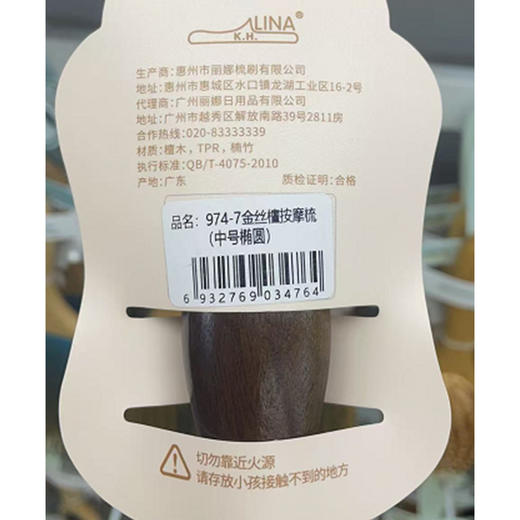 LINA®
K.H.
生产商：惠州市丽娜梳刷有限公司
地址：惠州市惠城区水口镇龙湖工业区16-2号
代理商：广州丽娜日用品有限公司
地址：广州市越秀区解放南路39号2811房
合作热线：020-83333339
材质：檀木，TPR，楠竹
执行标准：QB/T-4075-2010
产地：广东 质检证明：合格
品名：974-7金丝檀按摩梳
（中号椭圆）
6 932769 034764
切勿靠近火源
请存放小孩接触不到的地方